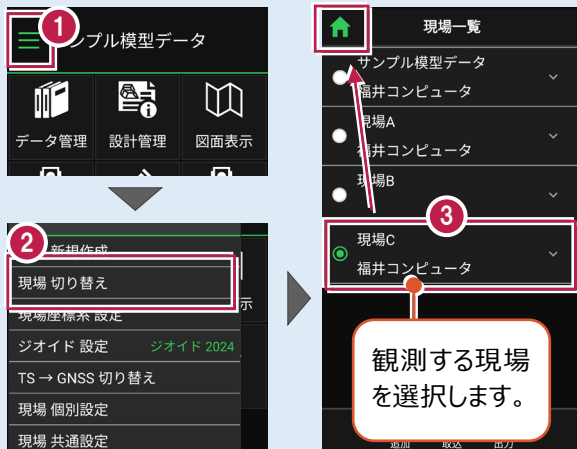 1
サンプル模型データ
データ管理
設計管理
図面表示
2
新規作成
現場 切り替え
示
現場座標系 設定
ジオイド 設定
ジオイド 2024
TS → GNSS 切り替え
現場 個別設定
現場 共通設定
現場一覧
サンプル模型データ
福井コンピュータ
現場A
福井コンピュータ
現場B
3
現場C
福井コンピュータ
観測する現場
を選択します。
追加
取込
出力